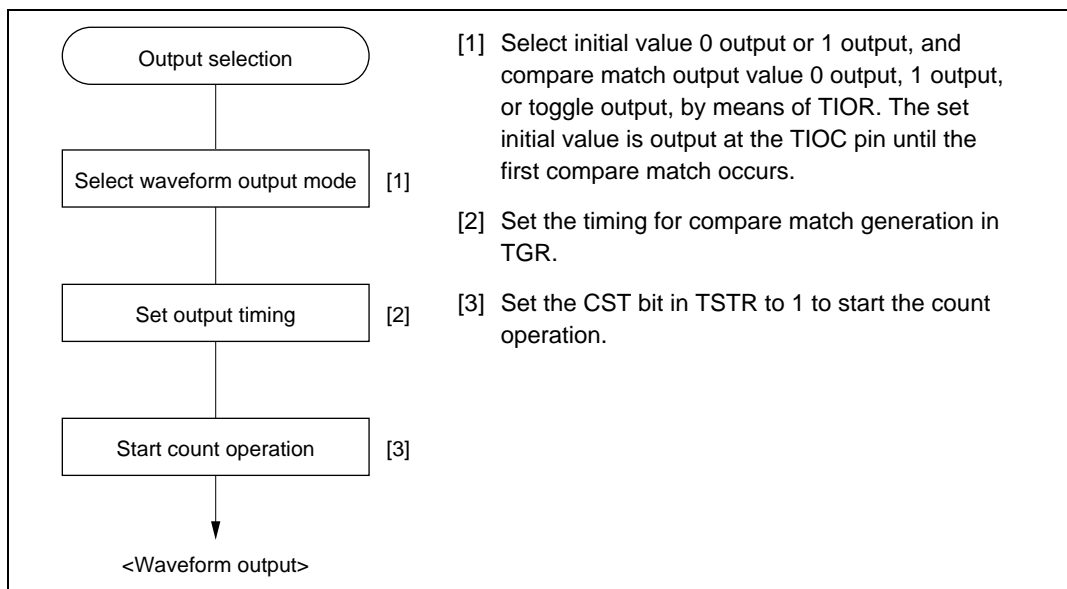 Output selection
Select waveform output mode [1]
Set output timing [2]
Start count operation [3]
<Waveform output>
[1] Select initial value 0 output or 1 output, and
compare match output value 0 output, 1 output,
or toggle output, by means of TIOR. The set
initial value is output at the TIOC pin until the
first compare match occurs.
[2] Set the timing for compare match generation in
TGR.
[3] Set the CST bit in TSTR to 1 to start the count
operation.